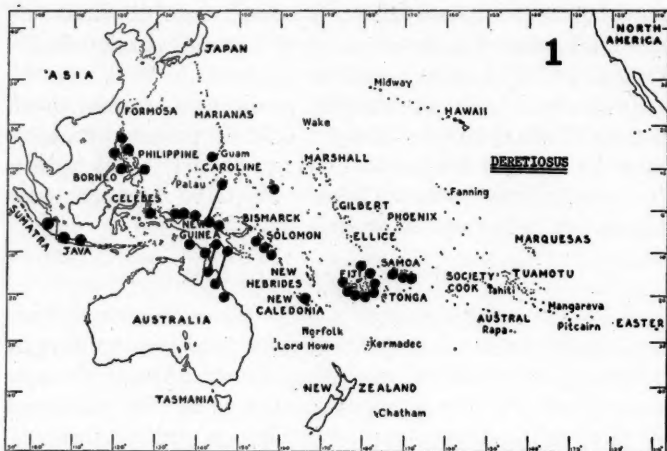 NORTH
AMERICA
1
JAPAN
ASIA
Midway
FORMOSA
MARIANAS
HAWAII
Wake
PHILIPPINE
Guam
MARSHALL
DERETIOSUS
CAROLINE
BORNEO
Palau
Fanning
CELEBES
GILBERT
SUMATRA
BISMARCK
PHOENIX
NEW
GUINEA
SOLOMON
ELLICE
MARQUESAS
JAVA
SAMOA
NEW
HEBRIDES
FIJI
SOCIETY
TUAMOTU
COOK
Tahiti
TONGA
NEW
CALEDONIA
Mangareva
AUSTRALIA
AUSTRAL
Pitcairn
EASTER
Rapa
Norfolk
Lord Howe
Kermadec
TASMANIA
NEW ZEALAND
Chatham